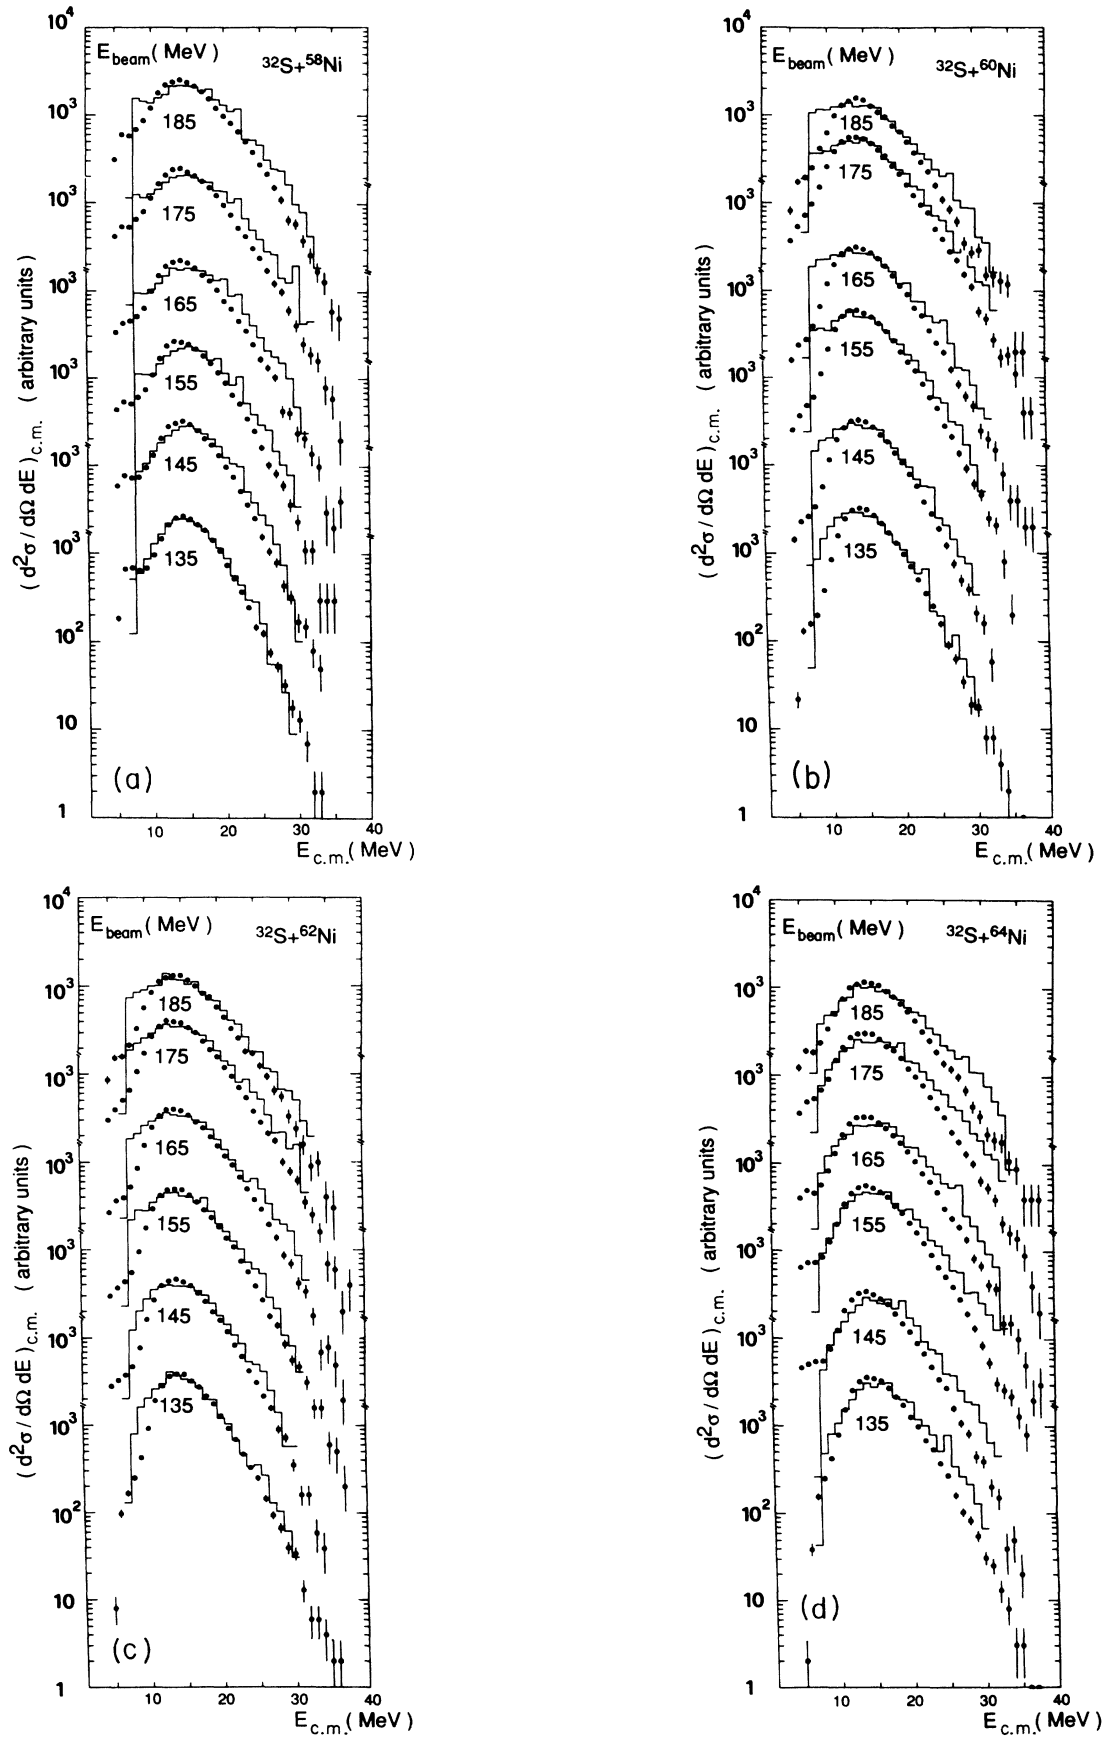 10⁴
E_beam (MeV)
³²S+⁵⁸Ni
10³
185
10³
175
10³
165
155
10³
145
10³
135
10²
10
1
(a)
10 20 30 40
E_c.m. (MeV)
(d²σ/dΩ dE)_c.m. (arbitrary units)
10⁴
E_beam (MeV)
³²S+⁶⁰Ni
10³
185
175
10³
10³
165
155
10³
10³
145
10³
135
10²
10
1
(b)
10 20 30 40
E_c.m. (MeV)
(d²σ/dΩ dE)_c.m. (arbitrary units)
10⁴
E_beam (MeV)
³²S+⁶²Ni
10³
185
175
10³
10³
165
155
10³
145
10³
135
10³
10²
10
1
(c)
10 20 30 40
E_c.m. (MeV)
(d²σ/dΩ dE)_c.m. (arbitrary units)
10⁴
E_beam (MeV)
³²S+⁶⁴Ni
10³
185
175
10³
10³
165
155
10³
145
10³
135
10³
10²
10
1
(d)
10 20 30 40
E_c.m. (MeV)
(d²σ/dΩ dE)_c.m. (arbitrary units)